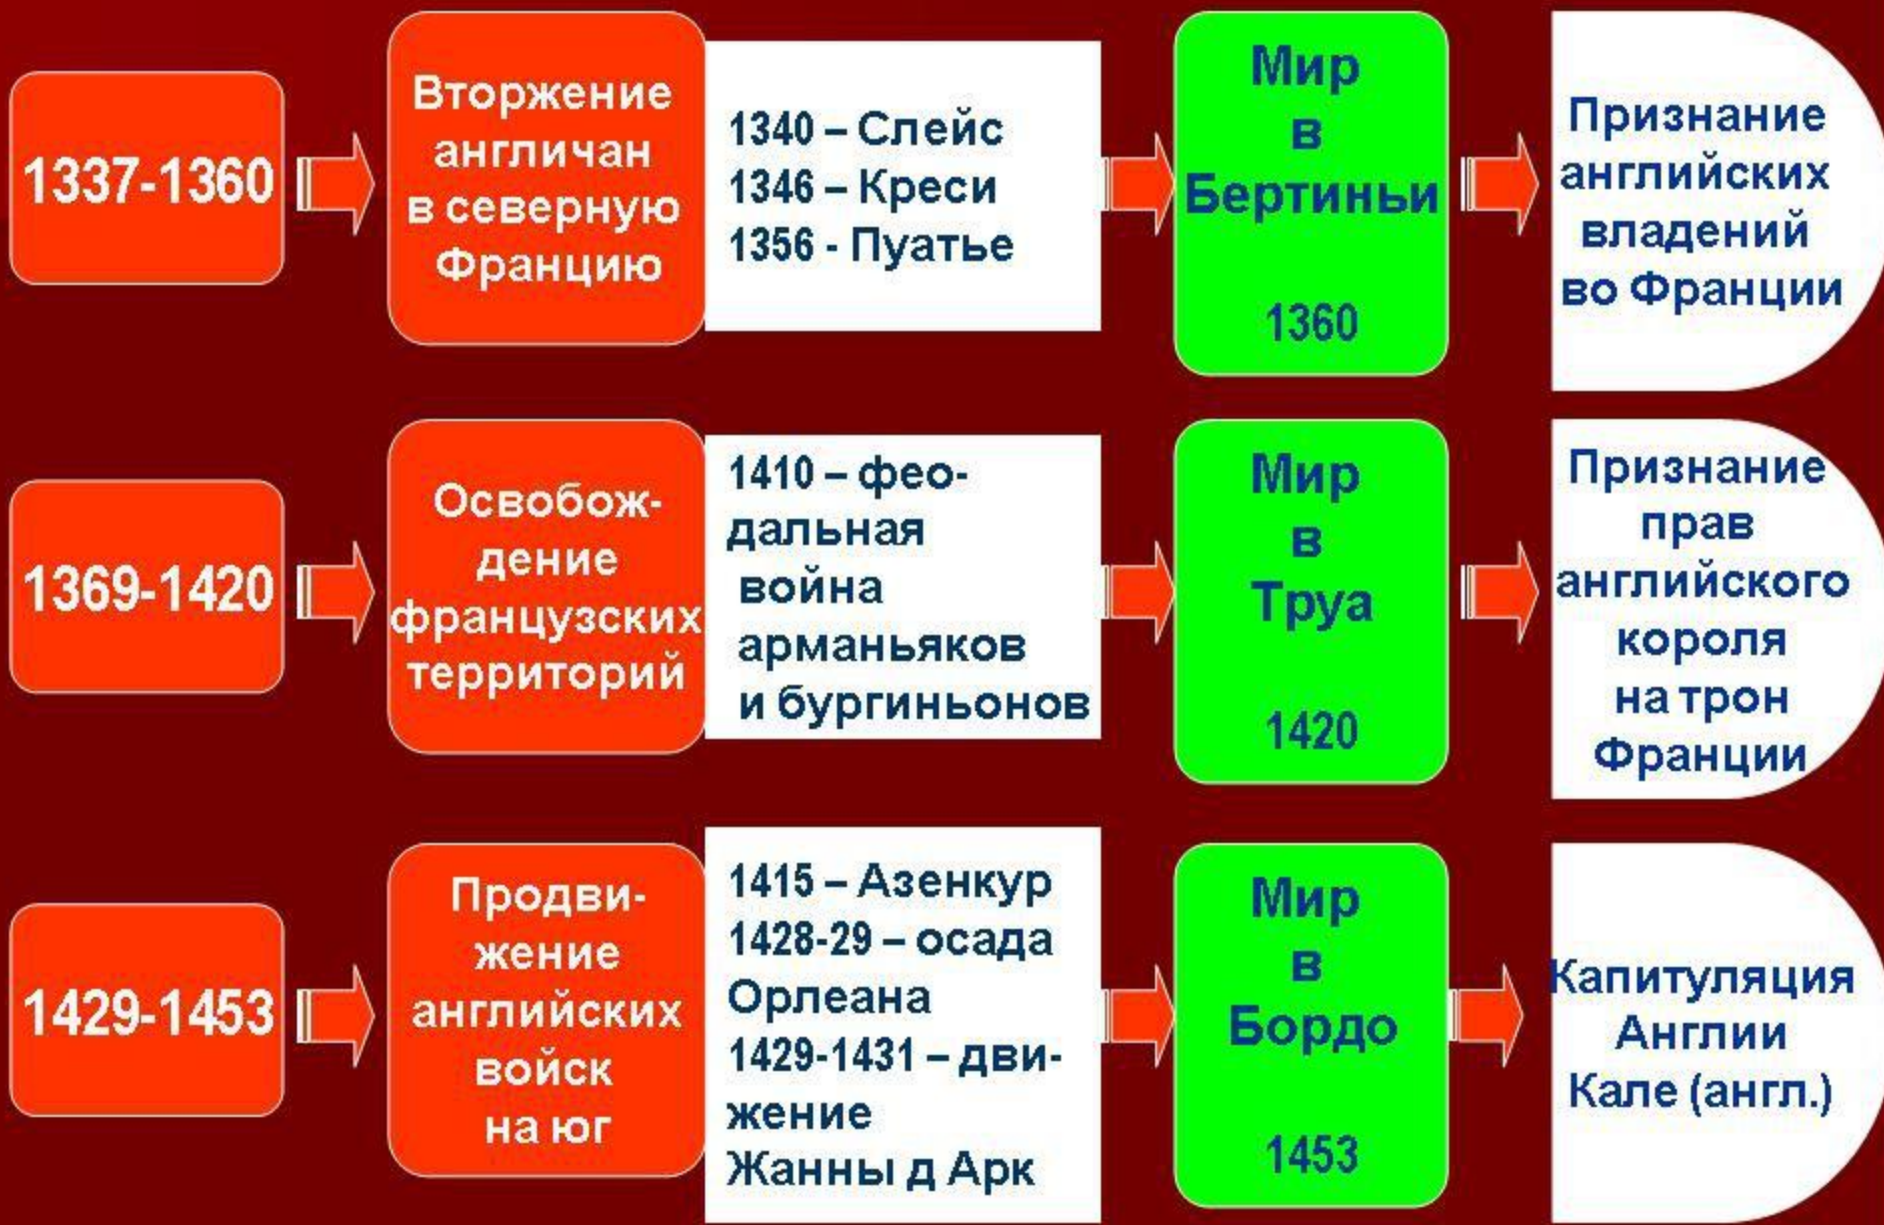 1337-1360
Вторжение
англичан
в северную
Францию
1340 – Слейс
1346 – Креси
1356 - Пуатье
Мир
в
Бертиньи
1360
Признание
английских
владений
во Франции
1369-1420
Освобож-
дение
французских
территорий
1410 – фео-
дальная
война
арманьяков
и бургиньонов
Мир
в
Труа
1420
Признание
прав
английского
короля
на трон
Франции
1429-1453
Продви-
жение
английских
войск
на юг
1415 – Азенкур
1428-29 – осада
Орлеана
1429-1431 – дви-
жение
Жанны д Арк
Мир
в
Бордо
1453
Капитуляция
Англии
Кале (англ.)